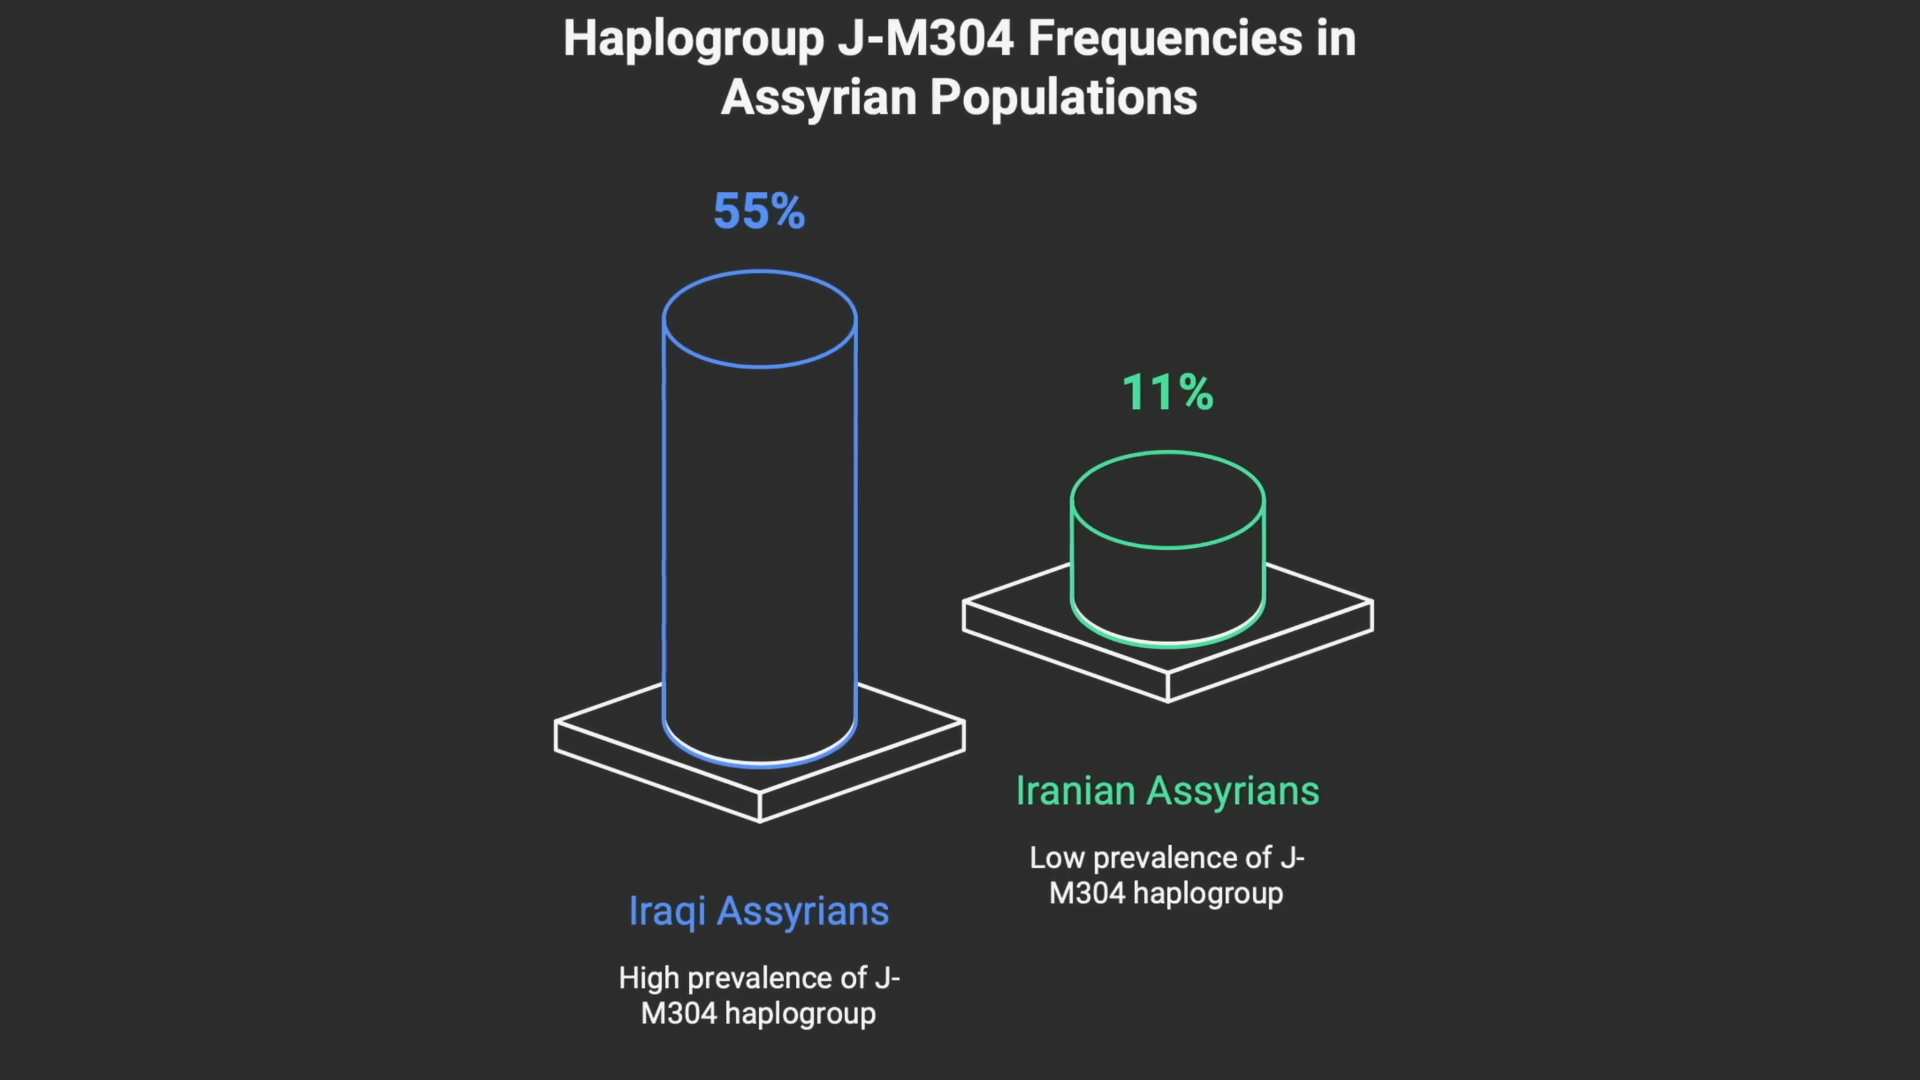 Haplogroup J-M304 Frequencies in
Assyrian Populations
55%
11%
Iranian Assyrians
Low prevalence of J-
M304 haplogroup
Iraqi Assyrians
High prevalence of J-
M304 haplogroup